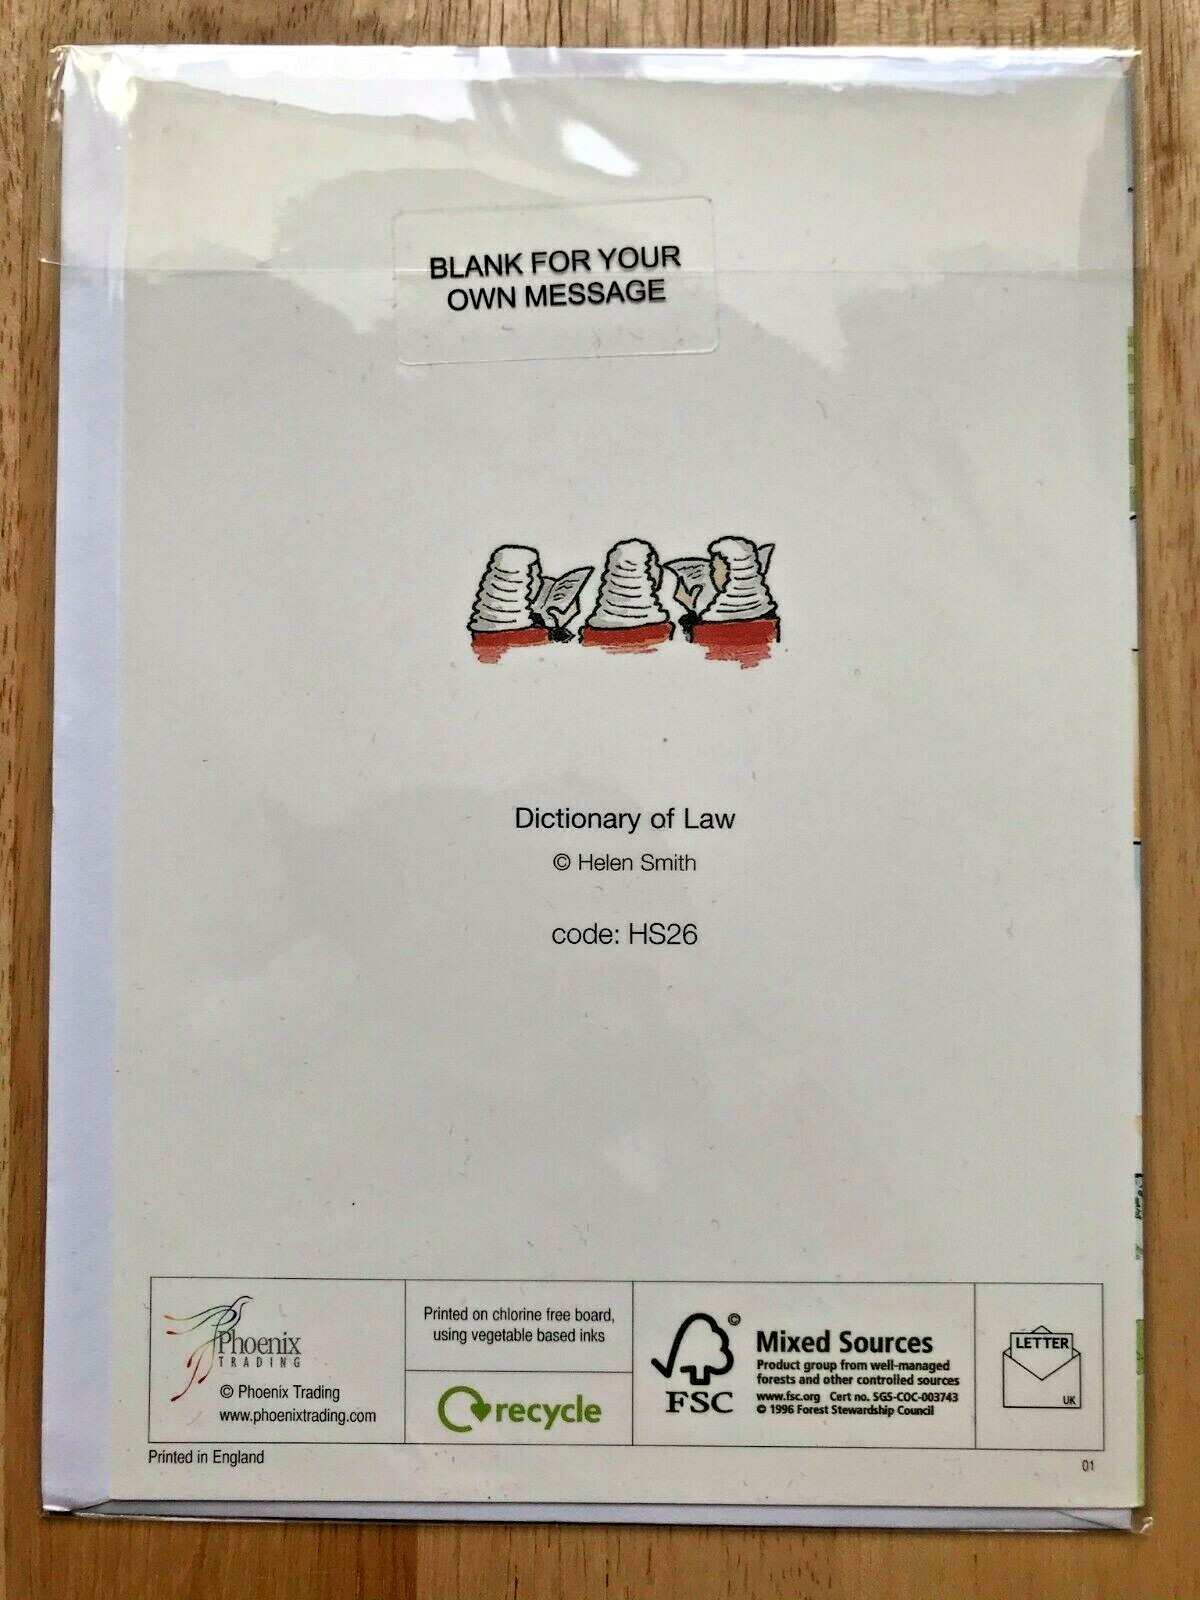 BLANK FOR YOUR
OWN MESSAGE
Dictionary of Law
© Helen Smith
code: HS26
Phoenix
TRADING
© Phoenix Trading
www.phoenixtrading.com
Printed on chlorine free board,
using vegetable based inks
recycle
©
FSC
Mixed Sources
Product group from well-managed
forests and other controlled sources
www.fsc.org Cert no. SGS-COC-003743
© 1996 Forest Stewardship Council
LETTER
UK
Printed in England
01